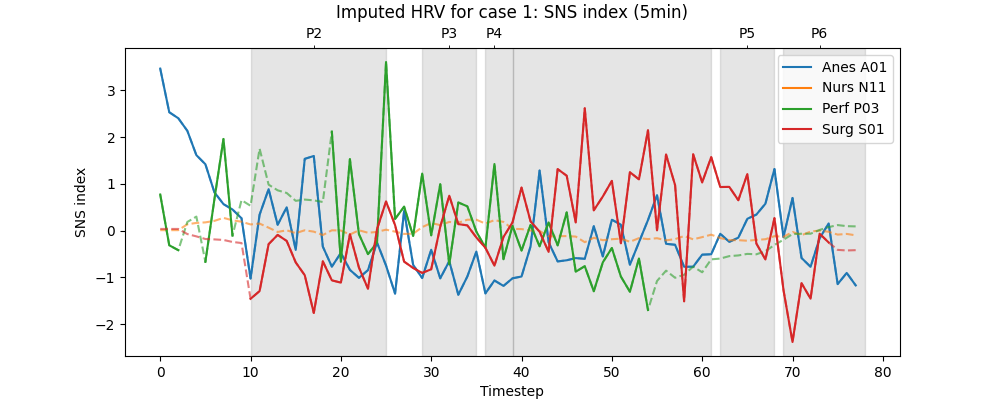 Imputed HRV for case 1: SNS index (5min)
P2 P3 P4 P5 P6
Anes A01
Nurs N11
Perf P03
Surg S01
SNS index
3
2
1
0
−1
−2
0 10 20 30 40 50 60 70 80
Timestep